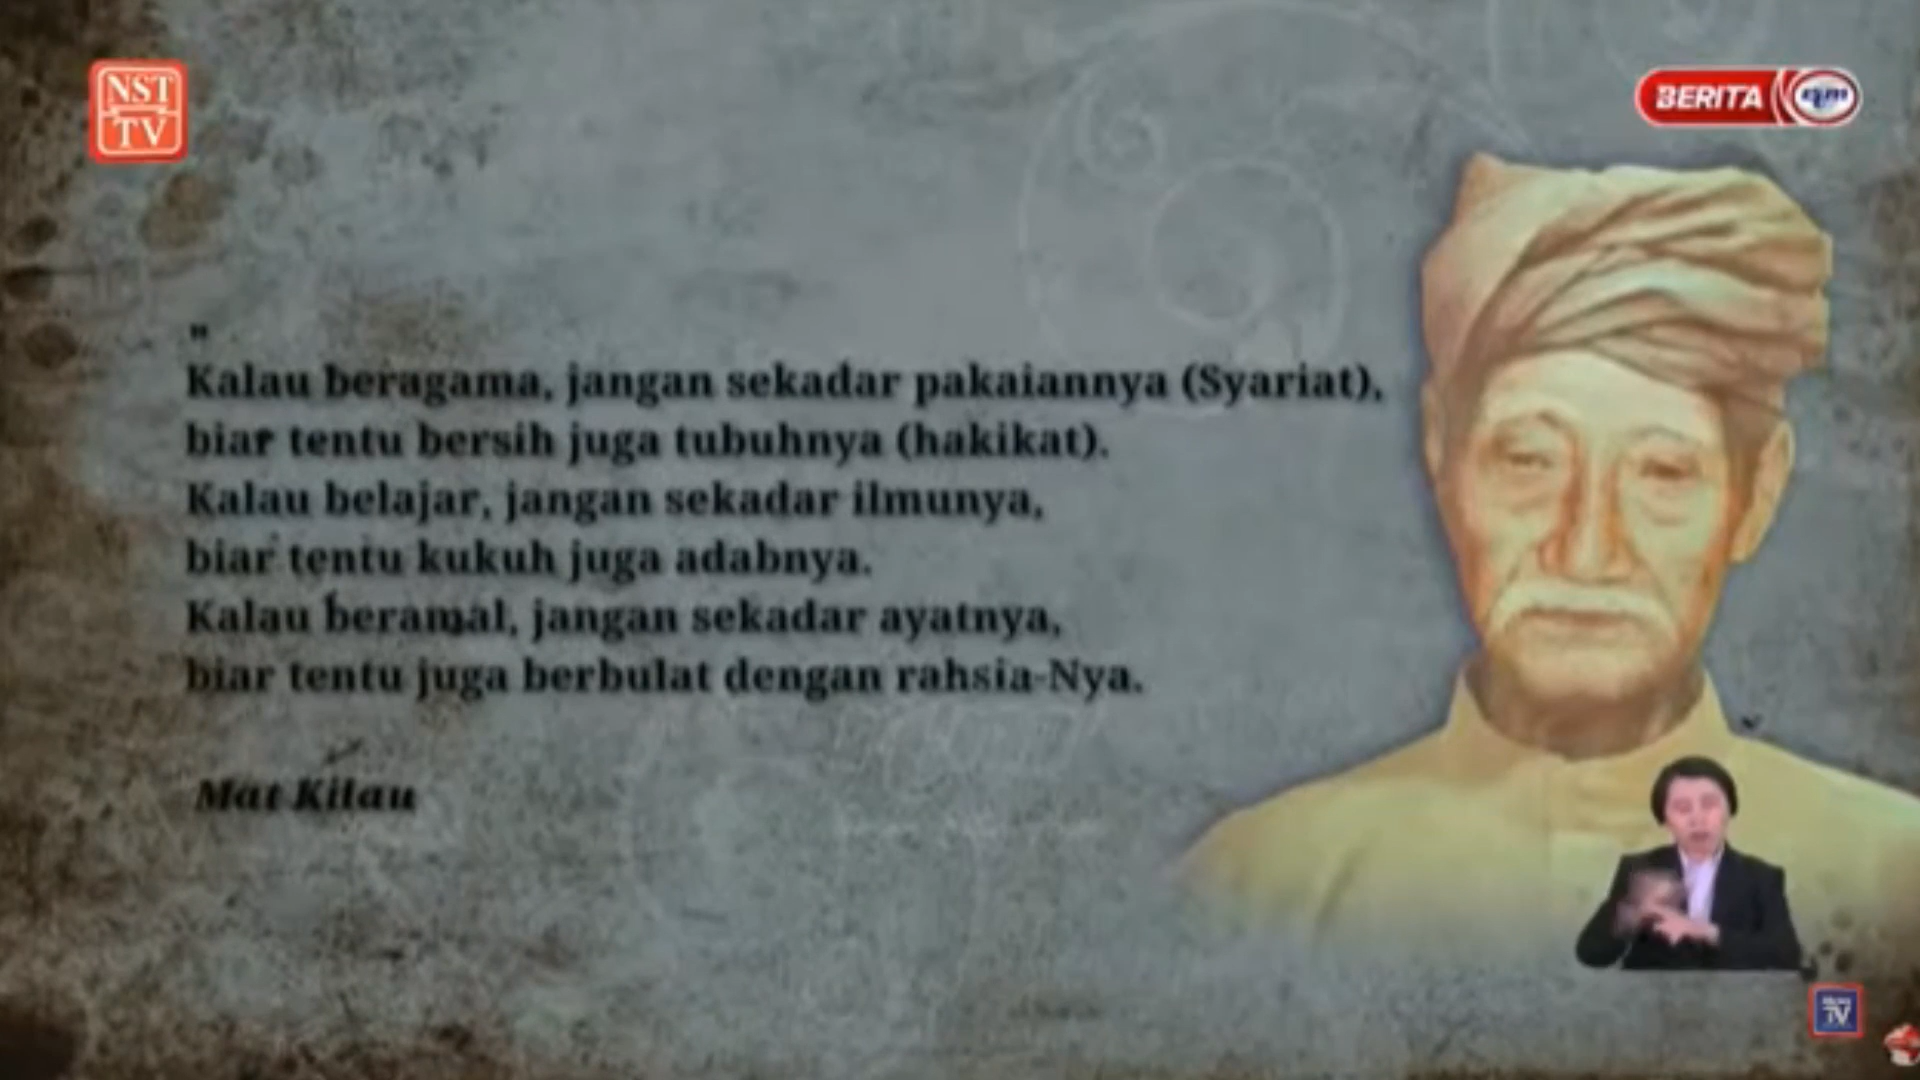 NST
TV
BERITA
"
Kalau beragama, jangan sekadar pakaiannya (Syariat),
biar tentu bersih juga tubuhnya (hakikat).
Kalau belajar, jangan sekadar ilmunya,
biar tentu kukuh juga adabnya.
Kalau beramal, jangan sekadar ayatnya,
biar tentu juga berbulat dengan rahsia-Nya.
Mat Kilau
TV